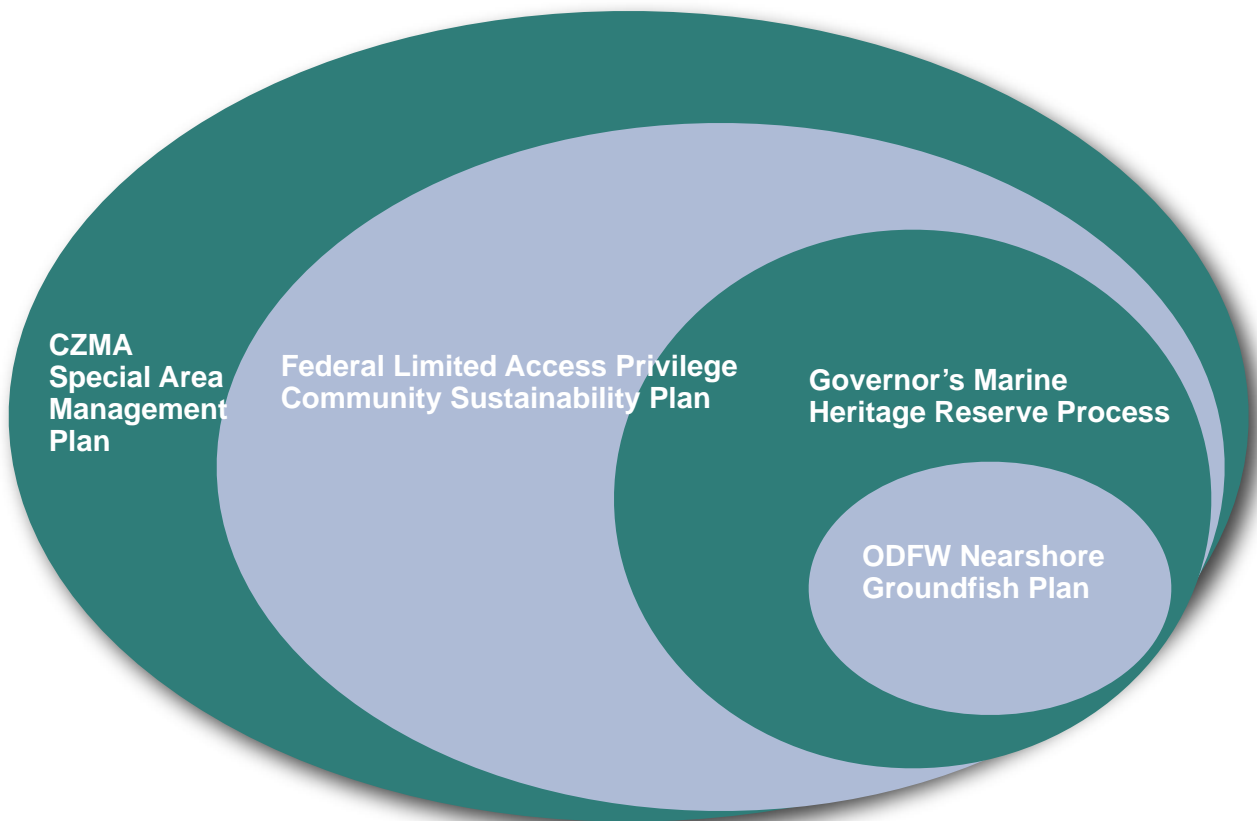 CZMA
Special Area
Management
Plan
Federal Limited Access Privilege
Community Sustainability Plan
Governor’s Marine
Heritage Reserve Process
ODFW Nearshore
Groundfish Plan